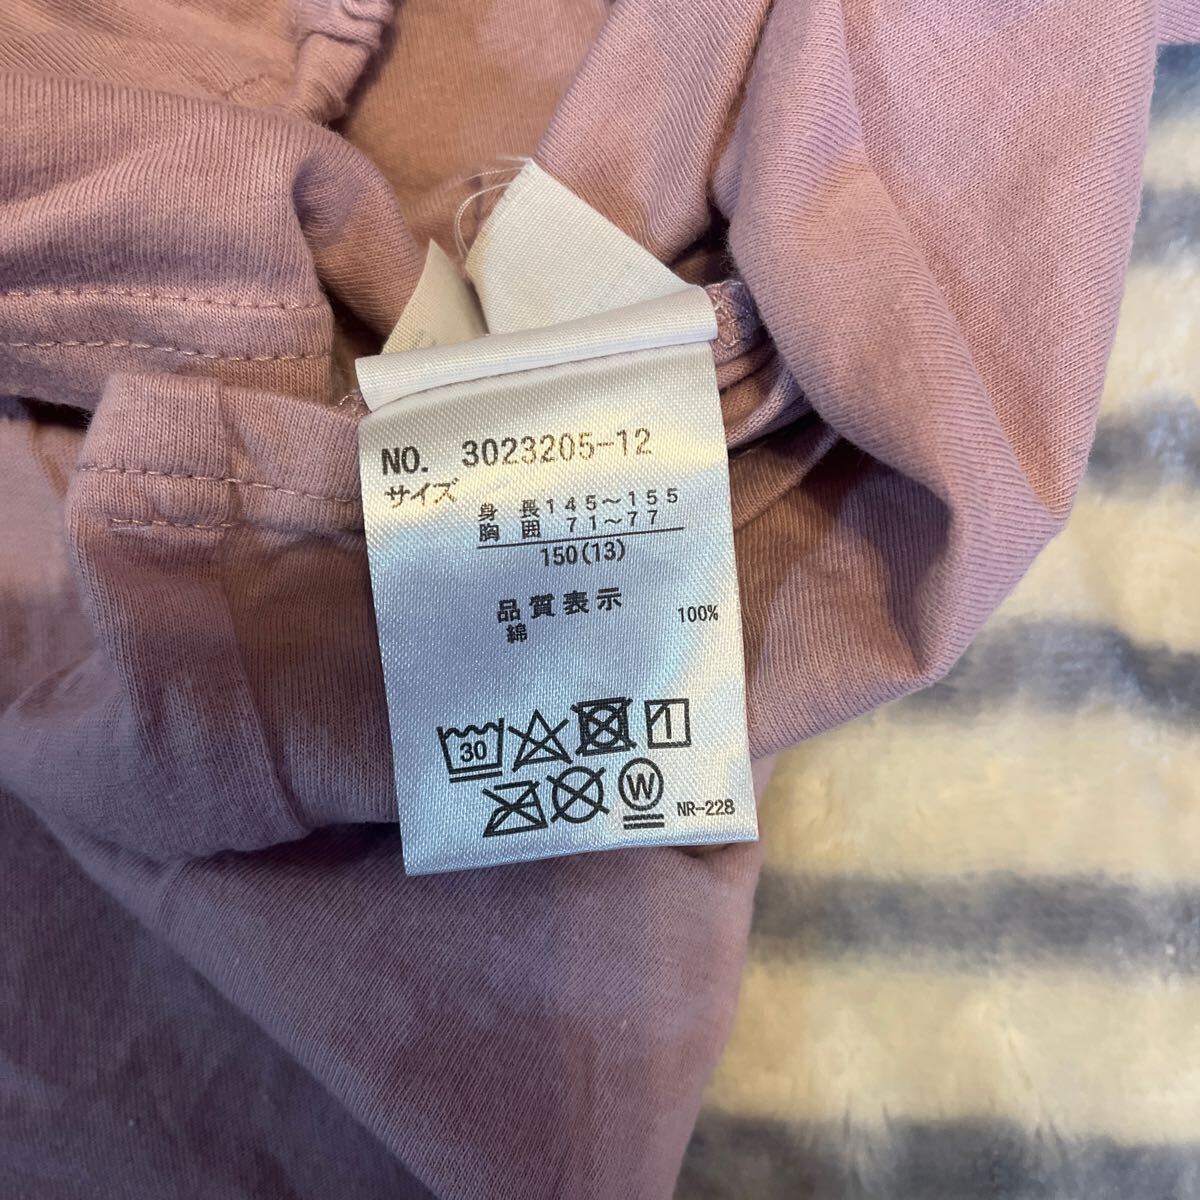 NO. 3023205-12
サイズ
身 長145～155
胸 囲 71～77
150(13)
品質表示
綿 100%
30
W
NR-228